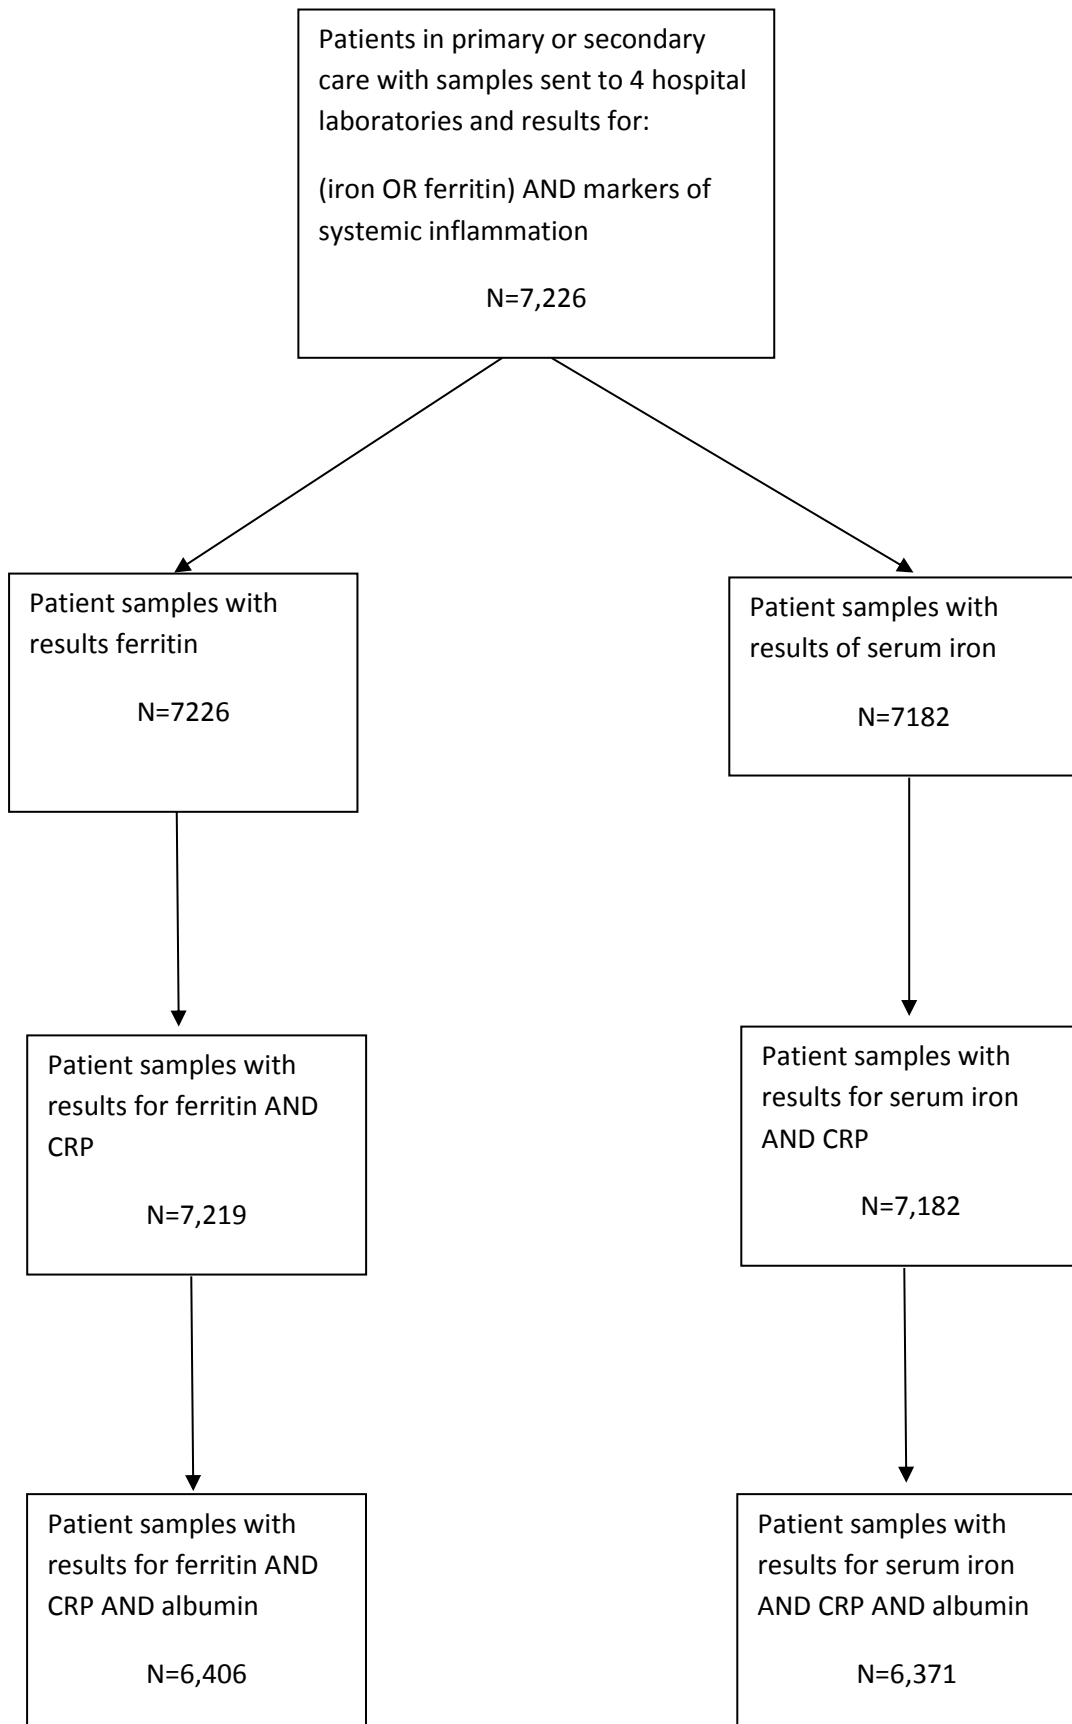 Patients in primary or secondary
care with samples sent to 4 hospital
laboratories and results for:
(iron OR ferritin) AND markers of
systemic inflammation
N=7,226
Patient samples with
results ferritin
N=7226
Patient samples with
results of serum iron
N=7182
Patient samples with
results for ferritin AND
CRP
N=7,219
Patient samples with
results for serum iron
AND CRP
N=7,182
Patient samples with
results for ferritin AND
CRP AND albumin
N=6,406
Patient samples with
results for serum iron
AND CRP AND albumin
N=6,371